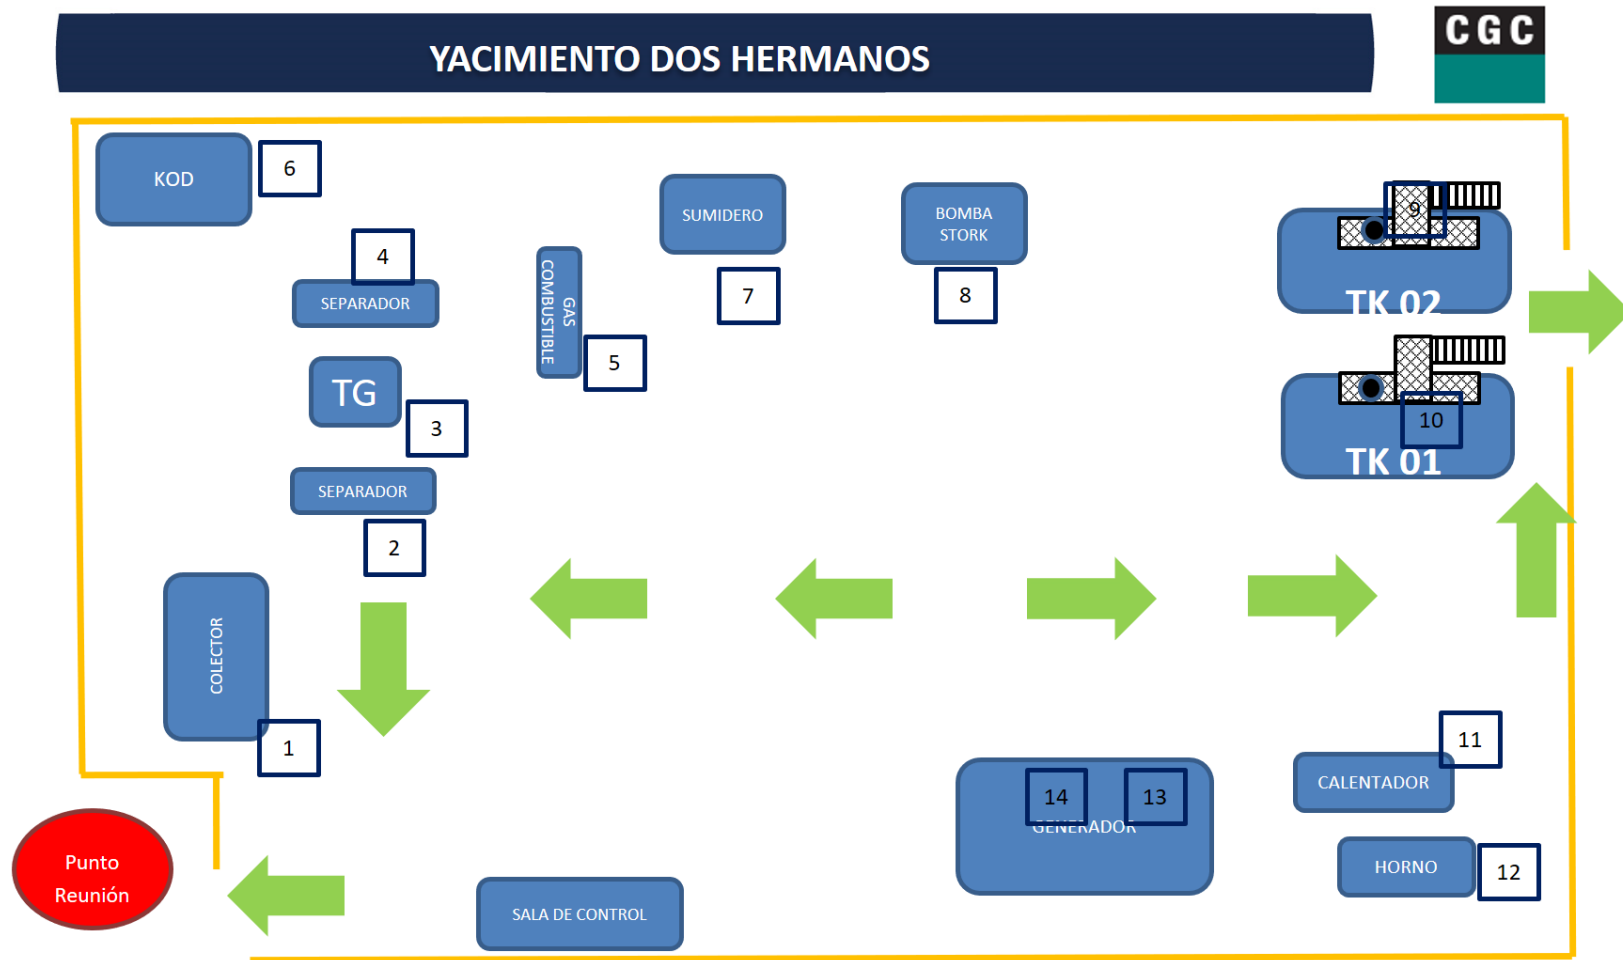 YACIMIENTO DOS HERMANOS
CGC
KOD
6
4
SEPARADOR
TG
3
SEPARADOR
2
GAS
COMBUSTIBLE
5
SUMIDERO
7
BOMBA
STORK
8
9
TK 02
10
TK 01
COLECTOR
1
11
CALENTADOR
14
13
GENERADOR
HORNO
12
Punto
Reunión
SALA DE CONTROL